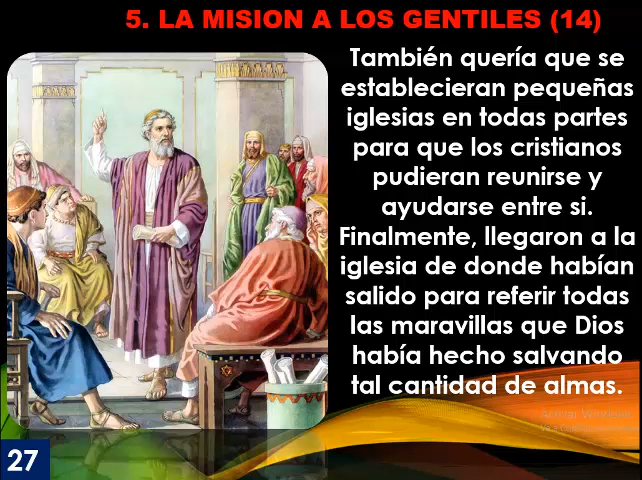 5. LA MISION A LOS GENTILES (14)
También quería que se
establecieran pequeñas
iglesias en todas partes
para que los cristianos
pudieran reunirse y
ayudarse entre si.
Finalmente, llegaron a la
iglesia de donde habían
salido para referir todas
las maravillas que Dios
había hecho salvando
tal cantidad de almas.
27